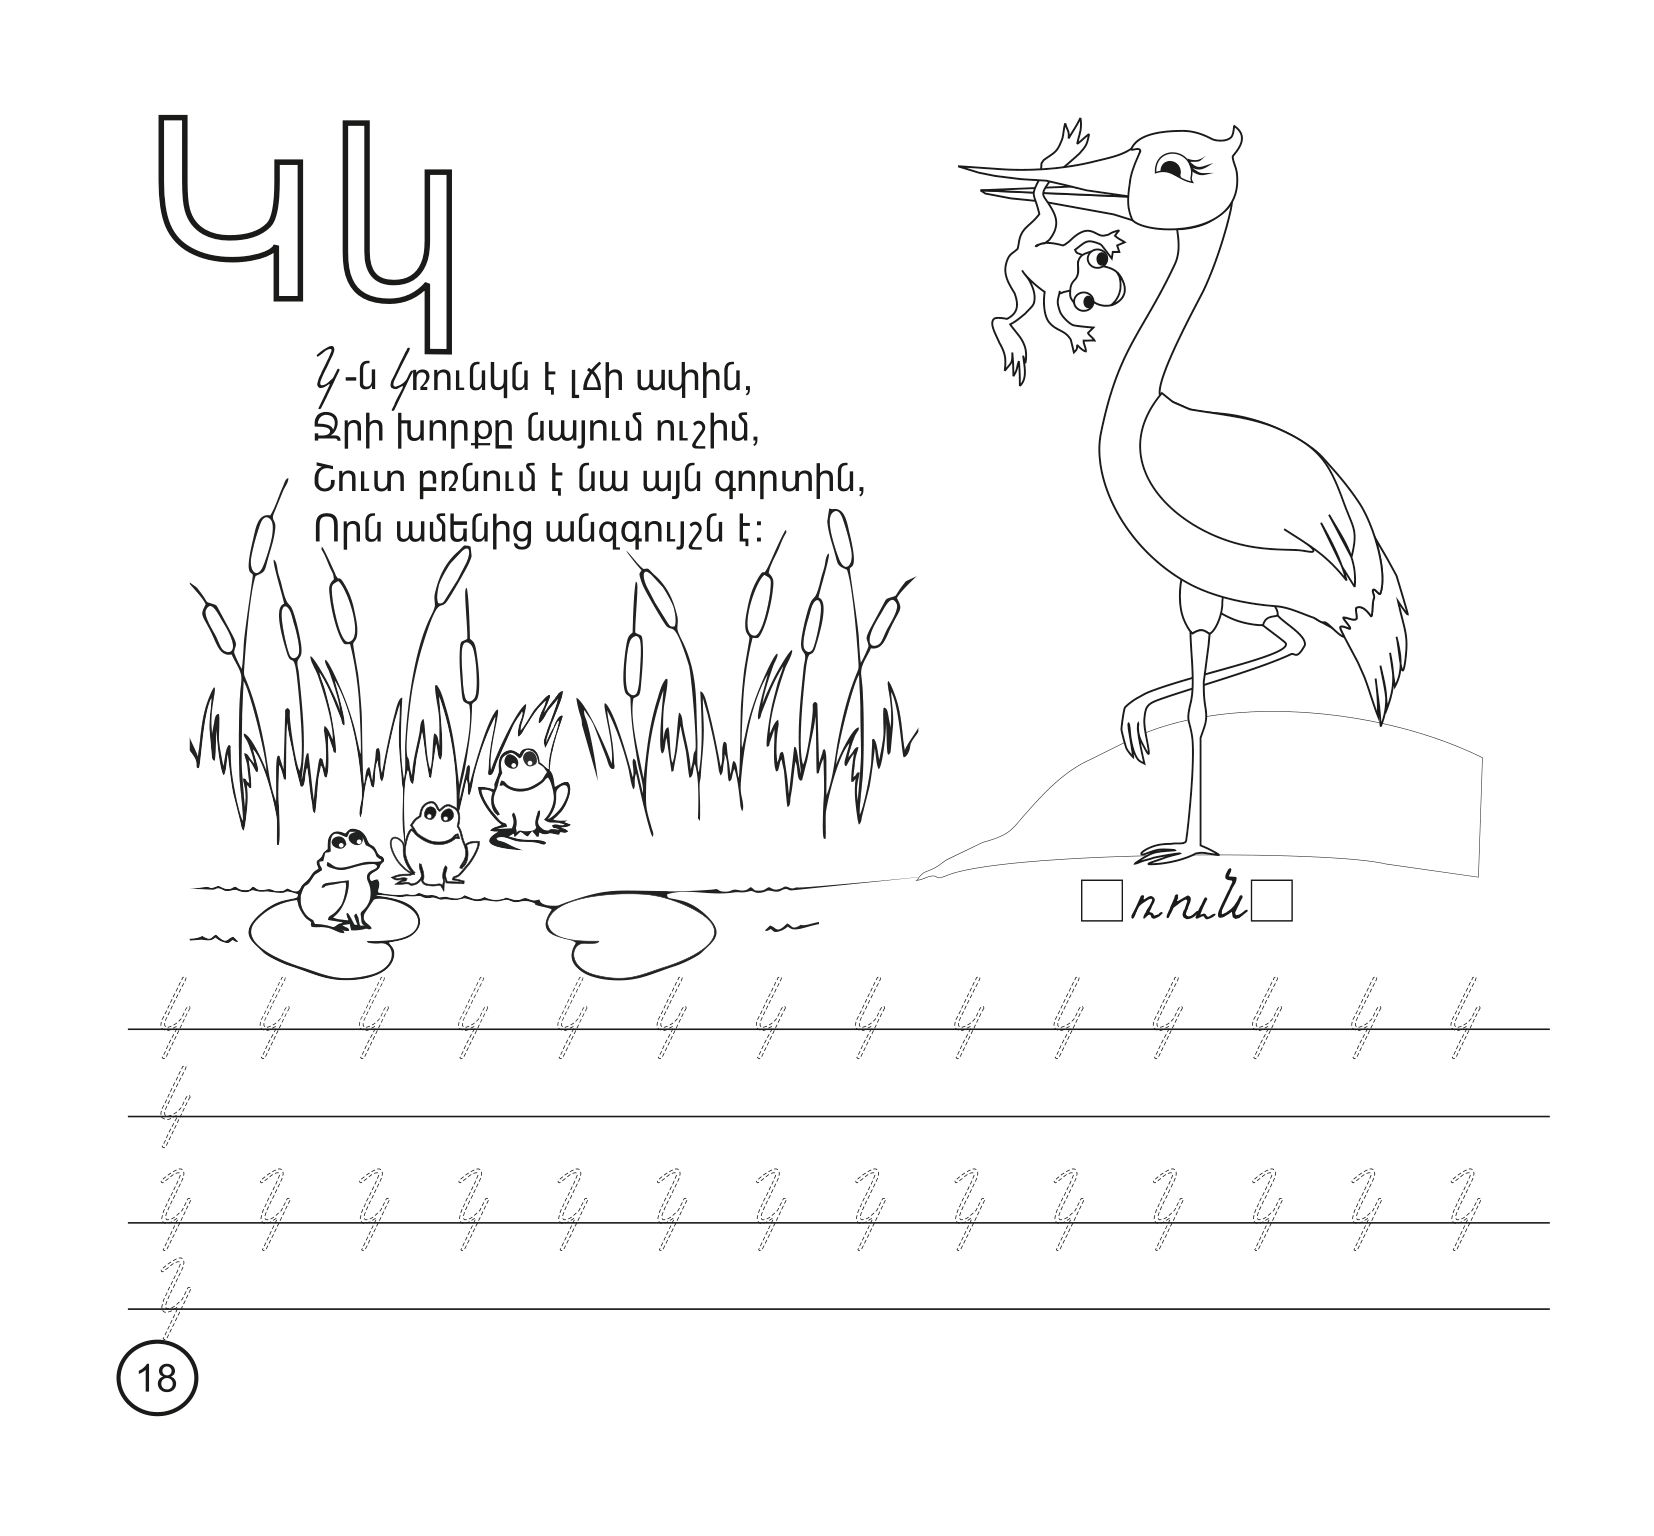 Կ կ
Կ-ն կռունկն է լճի ափին,
Ջրի խորքը նայում ուշիմ,
Շուտ բռնում է նա այն գորտին,
Որն ամենից անզգույշն է:
□ռուն□
կ կ կ կ կ կ կ կ կ կ կ կ կ կ
կ
Կ Կ Կ Կ Կ Կ Կ Կ Կ Կ Կ Կ Կ Կ
Կ
18